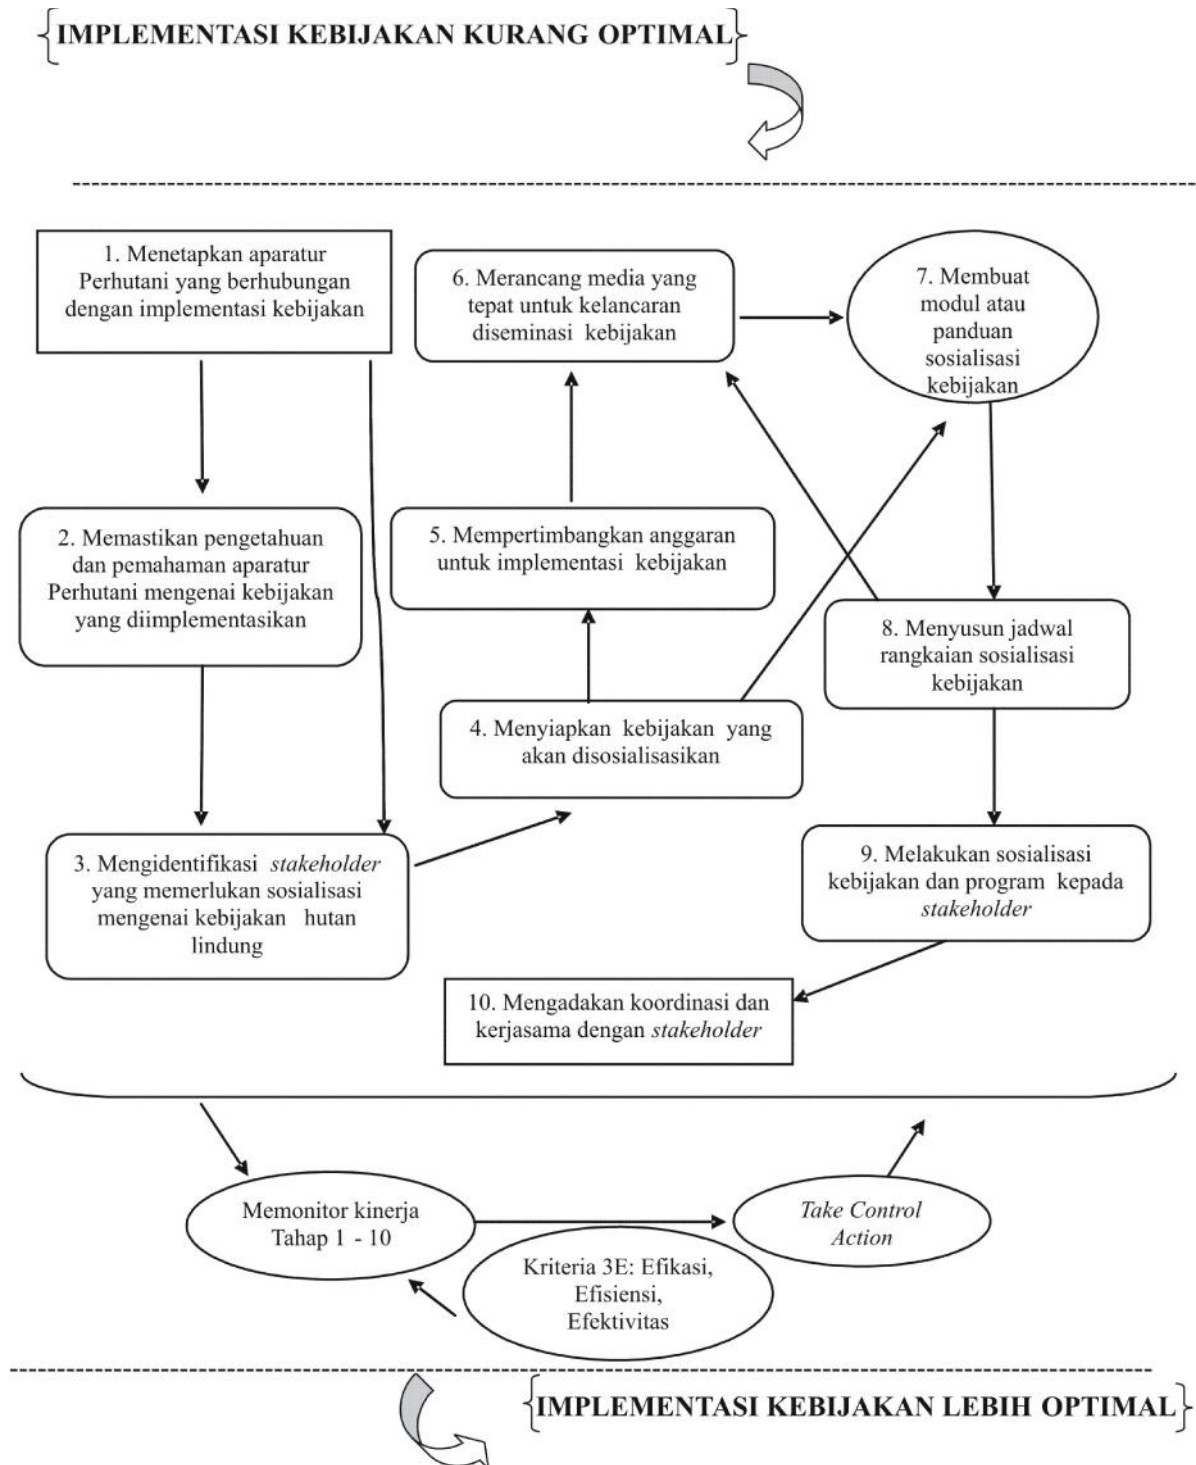 {IMPLEMENTASI KEBIJAKAN KURANG OPTIMAL}
1. Menetapkan aparatur
Perhutani yang berhubungan
dengan implementasi kebijakan
6. Merancang media yang
tepat untuk kelancaran
diseminasi kebijakan
7. Membuat
modul atau
panduan
sosialisasi
kebijakan
2. Memastikan pengetahuan
dan pemahaman aparatur
Perhutani mengenai kebijakan
yang diimplementasikan
5. Mempertimbangkan anggaran
untuk implementasi kebijakan
8. Menyusun jadwal
rangkaian sosialisasi
kebijakan
4. Menyiapkan kebijakan yang
akan disosialisasikan
3. Mengidentifikasi stakeholder
yang memerlukan sosialisasi
mengenai kebijakan hutan
lindung
9. Melakukan sosialisasi
kebijakan dan program kepada
stakeholder
10. Mengadakan koordinasi dan
kerjasama dengan stakeholder
Memonitor kinerja
Tahap 1 - 10
Take Control
Action
Kriteria 3E: Efikasi,
Efisiensi,
Efektivitas
{IMPLEMENTASI KEBIJAKAN LEBIH OPTIMAL}